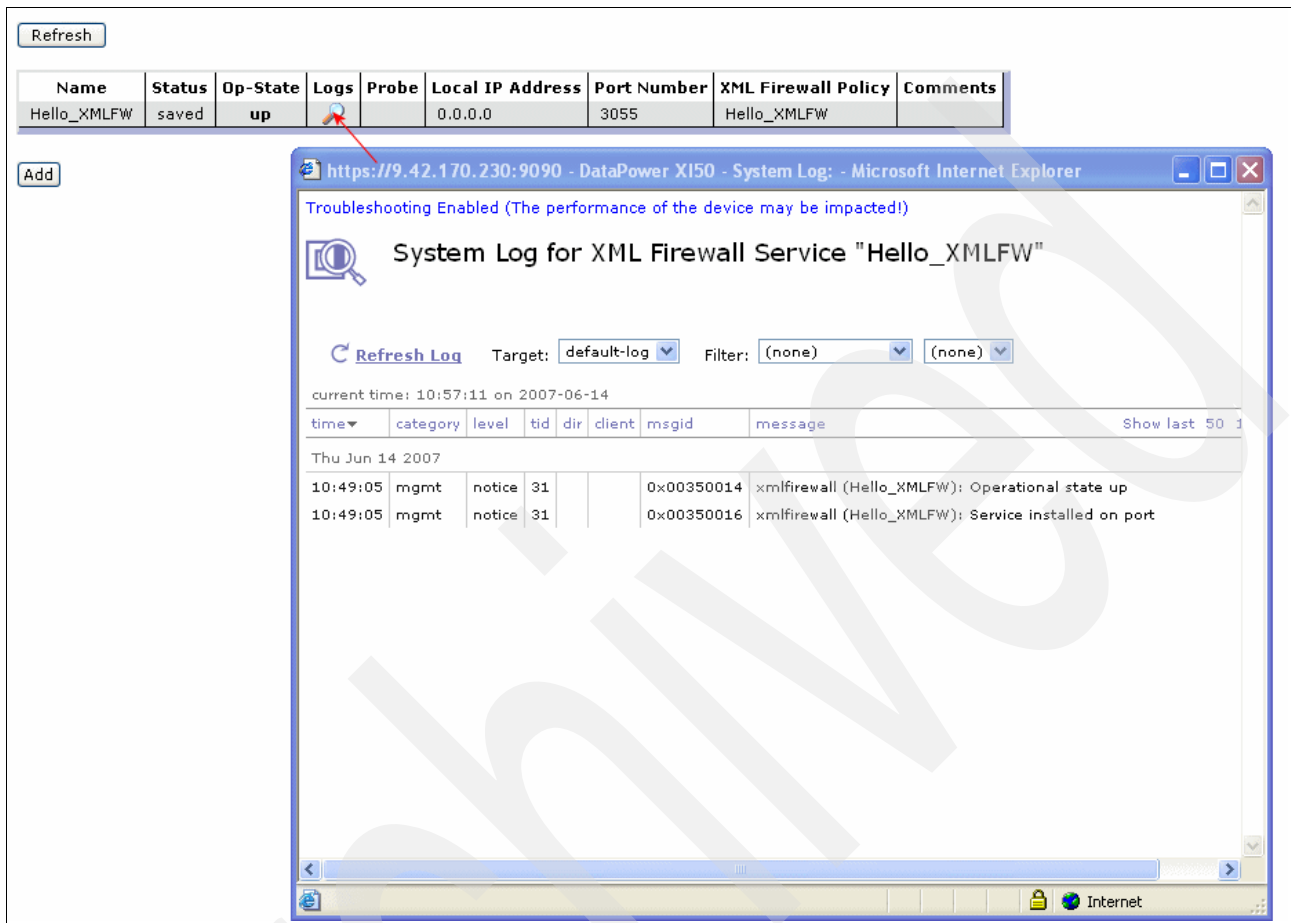 Refresh
Name Status Op-State Logs Probe Local IP Address Port Number XML Firewall Policy Comments
Hello_XMLFW saved up 0.0.0.0 3055 Hello_XMLFW
Add
https://9.42.170.230:9090 - DataPower XI50 - System Log: - Microsoft Internet Explorer
Troubleshooting Enabled (The performance of the device may be impacted!)
System Log for XML Firewall Service "Hello_XMLFW"
Refresh Log Target: default-log Filter: (none) (none)
current time: 10:57:11 on 2007-06-14
time category level tid dir client msgid message Show last 50 1
Thu Jun 14 2007
10:49:05 mgmt notice 31 0x00350014 xmlfirewall (Hello_XMLFW): Operational state up
10:49:05 mgmt notice 31 0x00350016 xmlfirewall (Hello_XMLFW): Service installed on port
Internet